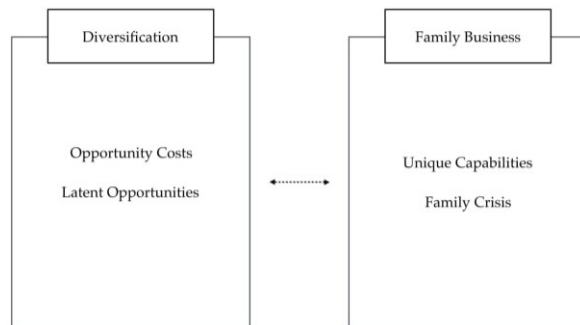 Diversification
Opportunity Costs
Latent Opportunities
Family Business
Unique Capabilities
Family Crisis